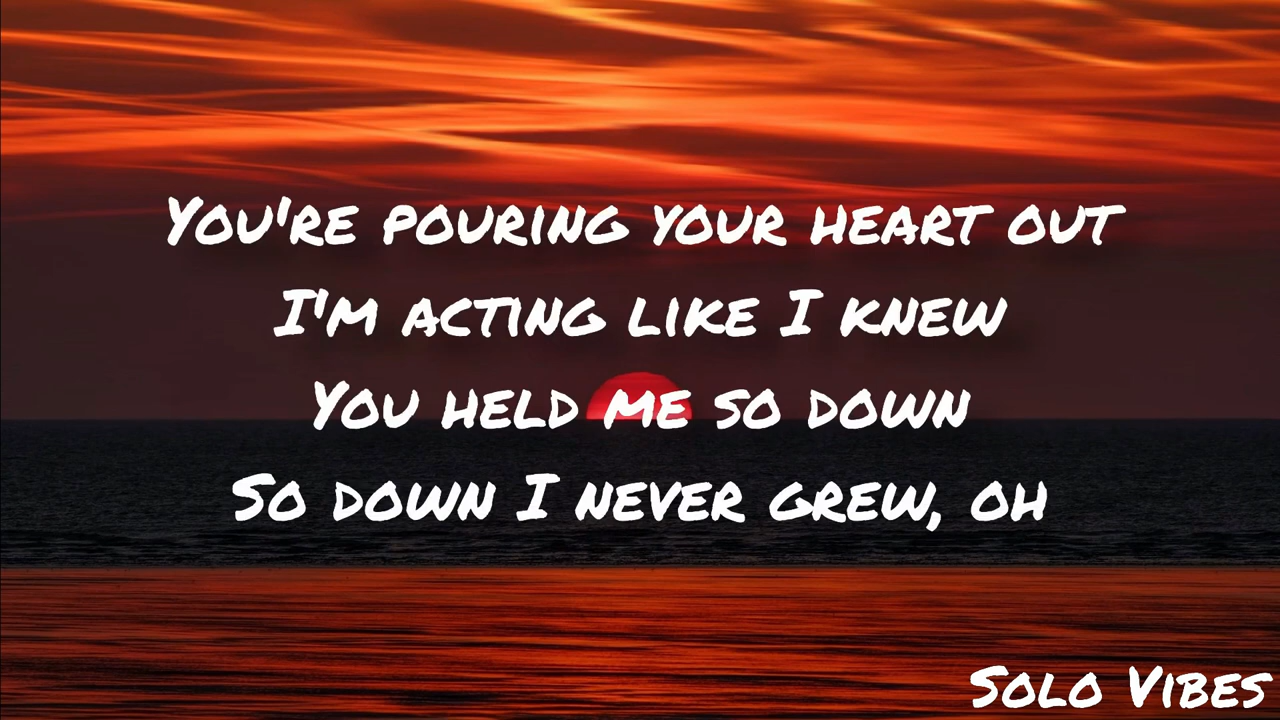 You're pouring your heart out
I'm acting like I knew
You held me so down
So down I never grew, oh
Solo Vibes